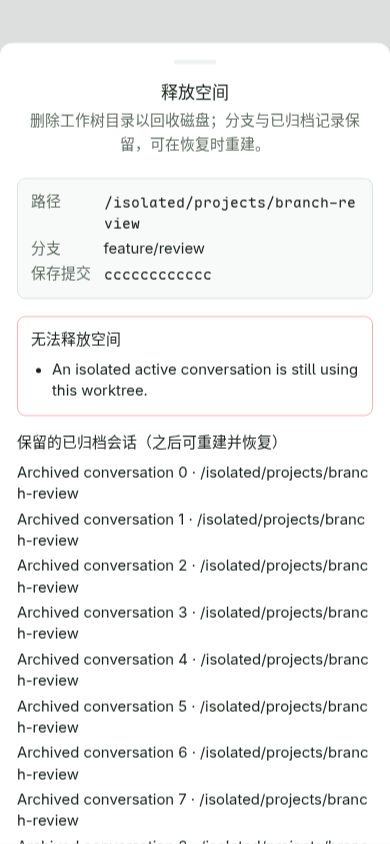 释放空间
删除工作树目录以回收磁盘；分支与已归档记录保
留，可在恢复时重建。
路径 /isolated/projects/branch-re
view
分支 feature/review
保存提交 cccccccccccc
无法释放空间
• An isolated active conversation is still using
this worktree.
保留的已归档会话（之后可重建并恢复）
Archived conversation 0 · /isolated/projects/branc
h-review
Archived conversation 1 · /isolated/projects/branc
h-review
Archived conversation 2 · /isolated/projects/branc
h-review
Archived conversation 3 · /isolated/projects/branc
h-review
Archived conversation 4 · /isolated/projects/branc
h-review
Archived conversation 5 · /isolated/projects/branc
h-review
Archived conversation 6 · /isolated/projects/branc
h-review
Archived conversation 7 · /isolated/projects/branc
h-review